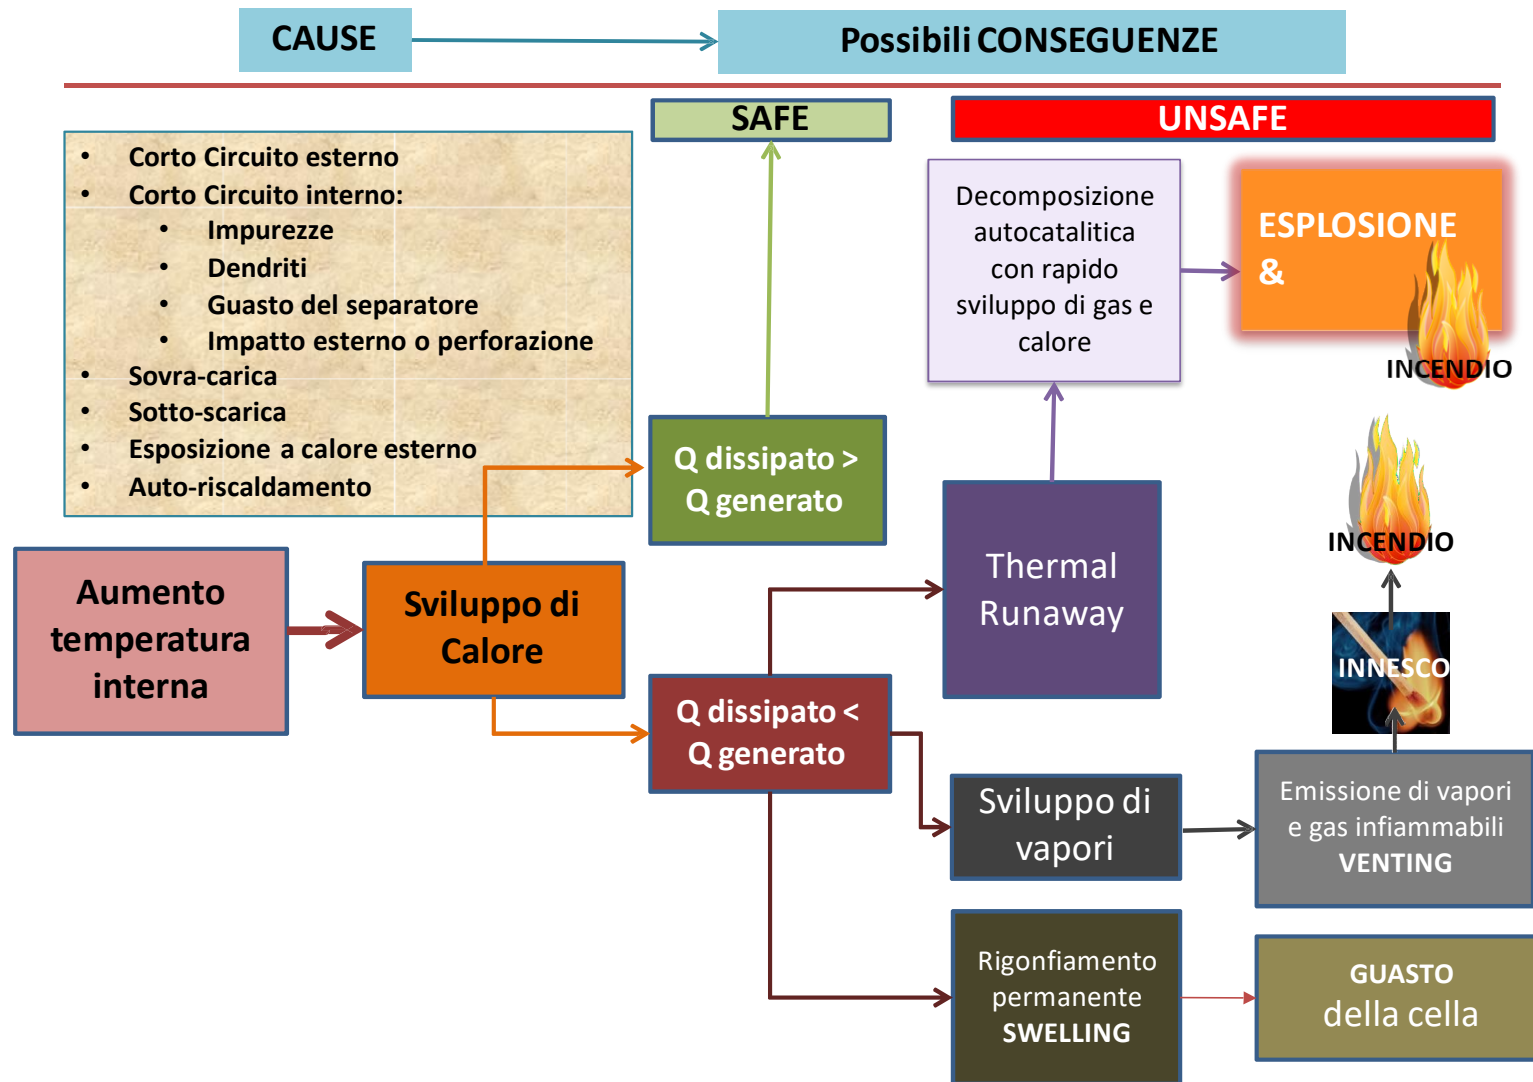 CAUSE
Possibili CONSEGUENZE
SAFE
UNSAFE
• Corto Circuito esterno
• Corto Circuito interno:
• Impurezze
• Dendriti
• Guasto del separatore
• Impatto esterno o perforazione
• Sovra-carica
• Sotto-scarica
• Esposizione a calore esterno
• Auto-riscaldamento
Decomposizione
autocatalitica
con rapido
sviluppo di gas e
calore
ESPLOSIONE
&
INCENDIO
Q dissipato >
Q generato
Thermal
Runaway
INCENDIO
Aumento
temperatura
interna
Sviluppo di
Calore
INNESCO
Q dissipato <
Q generato
Sviluppo di
vapori
Emissione di vapori
e gas infiammabili
VENTING
Rigonfiamento
permanente
SWELLING
GUASTO
della cella